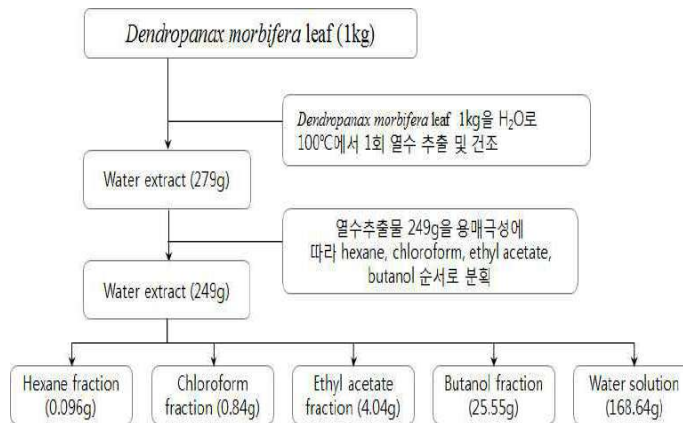 Dendropanax morbifera leaf (1kg)
Dendropanax morbifera leaf 1kg을 H₂O로
100℃에서 1회 열수 추출 및 건조
Water extract (279g)
열수추출물 249g을 용매극성에
따라 hexane, chloroform, ethyl acetate,
butanol 순서로 분획
Water extract (249g)
Hexane fraction
(0.096g)
Chloroform
fraction (0.84g)
Ethyl acetate
fraction (4.04g)
Butanol fraction
(25.55g)
Water solution
(168.64g)